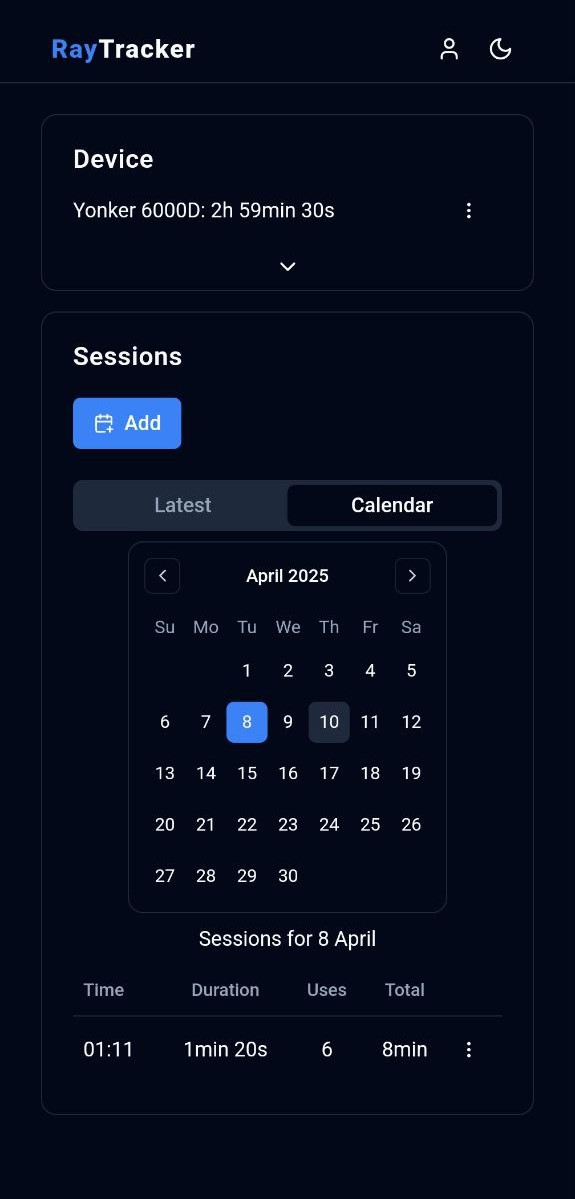 RayTracker
Device
Yonker 6000D: 2h 59min 30s
Sessions
Add
Latest Calendar
April 2025
Su Mo Tu We Th Fr Sa
1 2 3 4 5
6 7 8 9 10 11 12
13 14 15 16 17 18 19
20 21 22 23 24 25 26
27 28 29 30
Sessions for 8 April
Time Duration Uses Total
01:11 1min 20s 6 8min